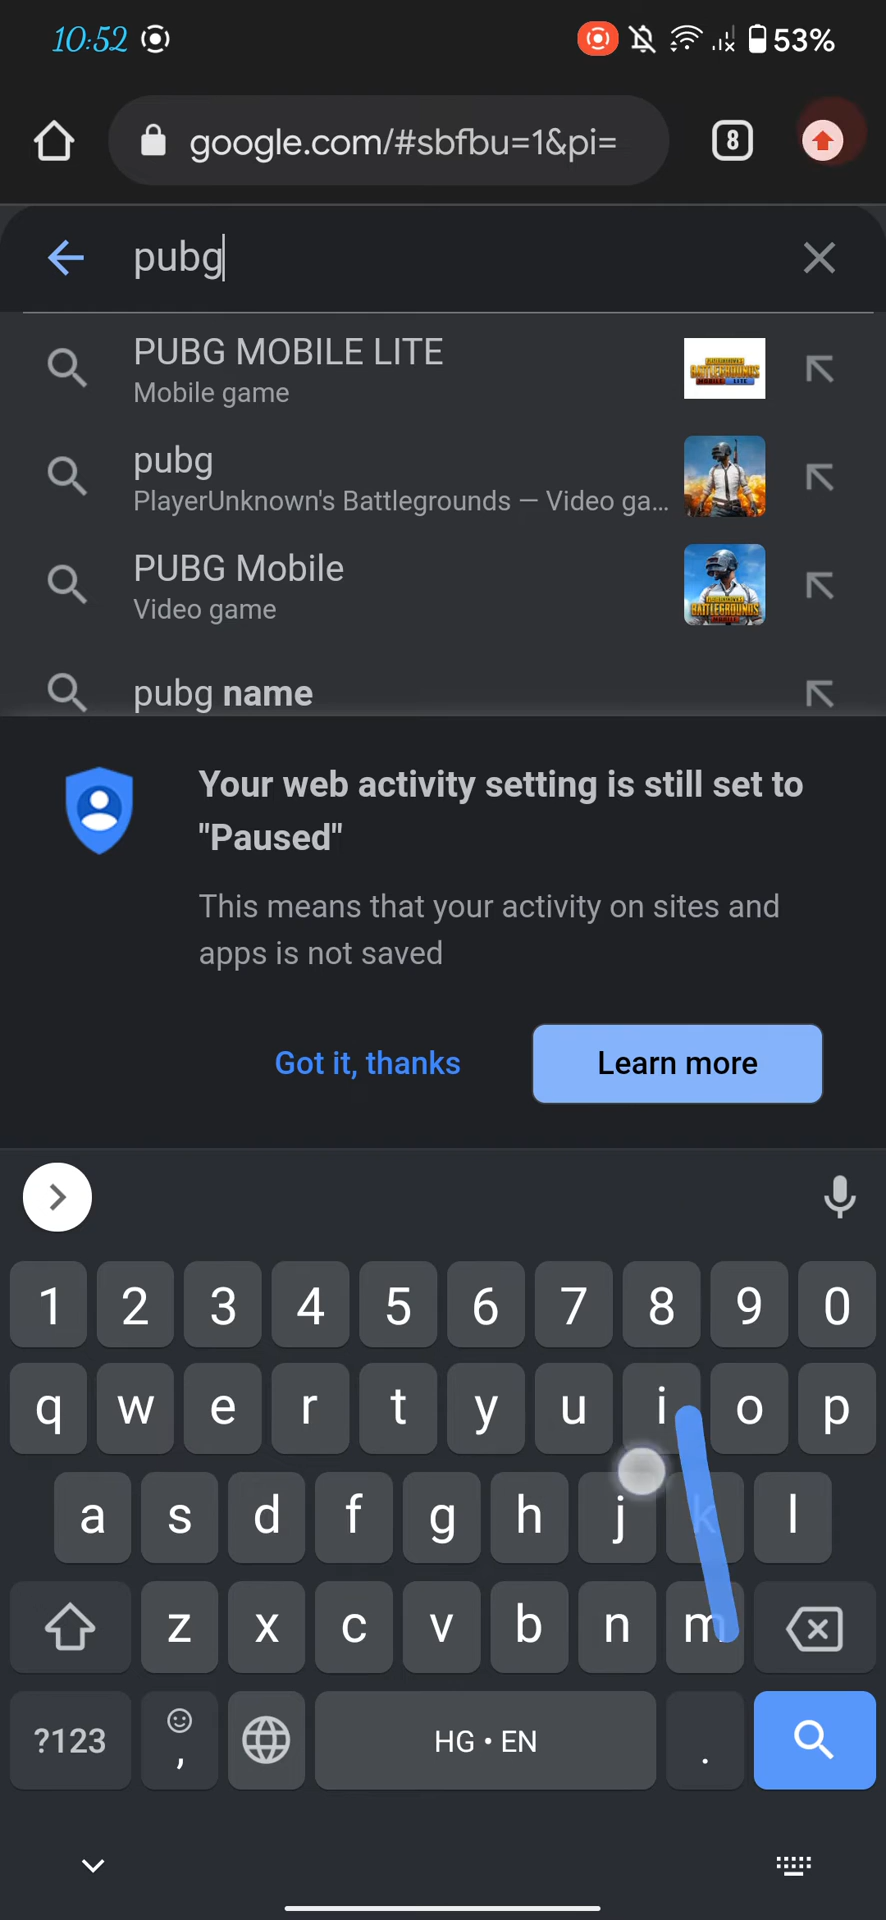 10:52 53%
google.com/#sbfbu=1&pi= 8
pubg
PUBG MOBILE LITE
Mobile game
pubg
PlayerUnknown's Battlegrounds — Video ga...
PUBG Mobile
Video game
pubg name
Your web activity setting is still set to
"Paused"
This means that your activity on sites and
apps is not saved
Got it, thanks Learn more
1 2 3 4 5 6 7 8 9 0
q w e r t y u i o p
a s d f g h j k l
z x c v b n m
?123 , HG • EN .